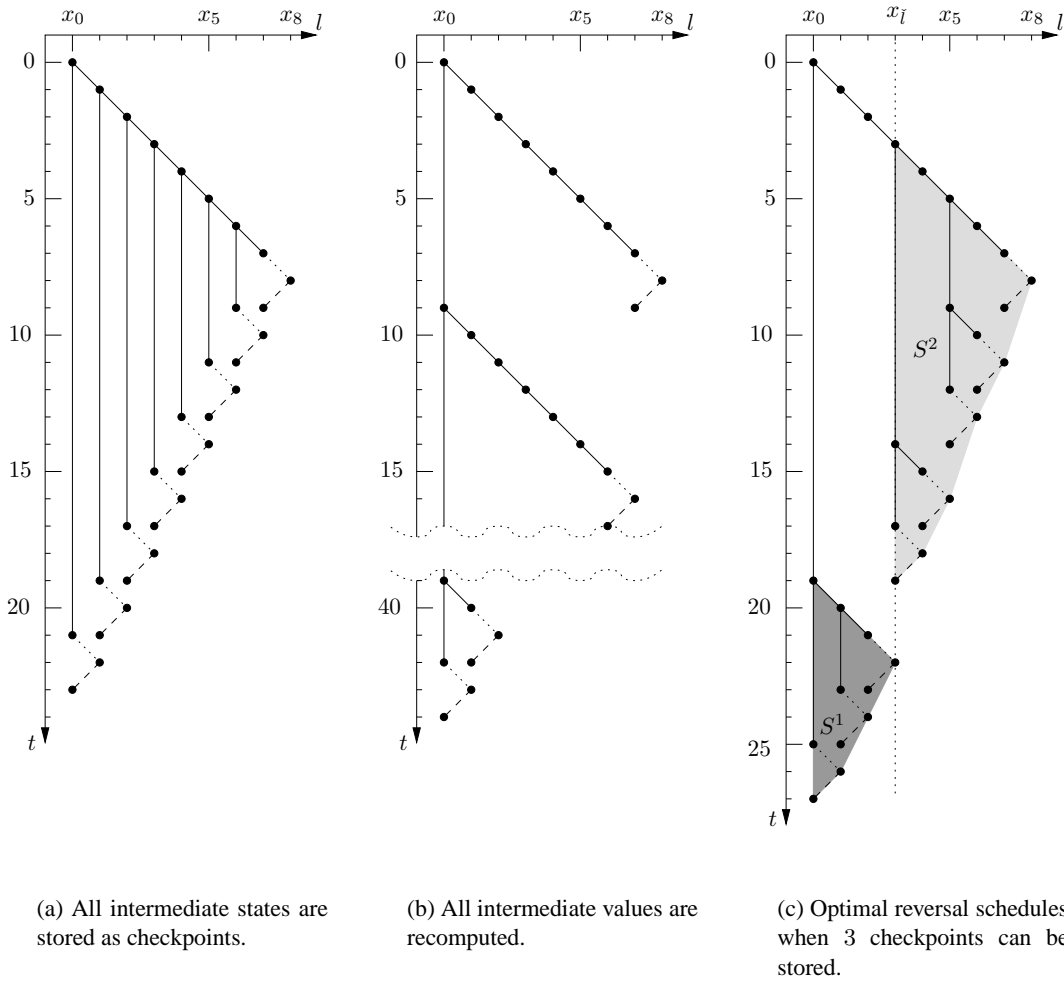 x0 x5 x8 l
0
5
10
15
20
t
x0 x5 x8 l
0
5
10
15
40
t
x0 xľ x5 x8 l
0
5
10
15
20
25
t
S²
S¹
(a) All intermediate states are
stored as checkpoints.
(b) All intermediate values are
recomputed.
(c) Optimal reversal schedules
when 3 checkpoints can be
stored.